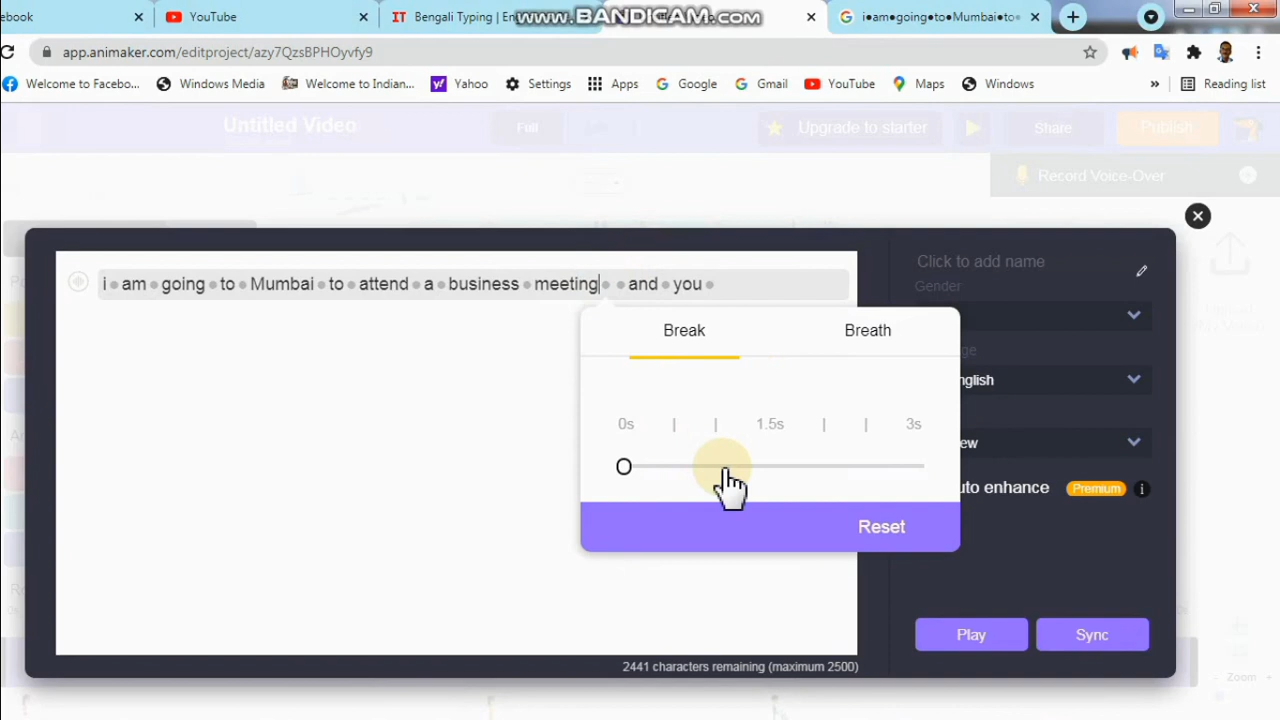 ebook
YouTube
Bengali Typing | En
www.BANDICAM.com
i●am●going●to●Mumbai●to●
app.animaker.com/editproject/azy7QzsBPHOyvfy9
Welcome to Facebo...
Windows Media
Welcome to Indian...
Yahoo
Settings
Apps
Google
Gmail
YouTube
Maps
Windows
»
Reading list
Untitled Video
Full
Upgrade to starter
Share
Publish
Record Voice-Over
i●am●going●to●Mumbai●to●attend●a●business●meeting●●and●you●
Click to add name
Gender
Break
Breath
0s | | 1.5s | | 3s
Reset
ge
nglish
ew
uto enhance
Premium
Play
Sync
2441 characters remaining (maximum 2500)
- Zoom +